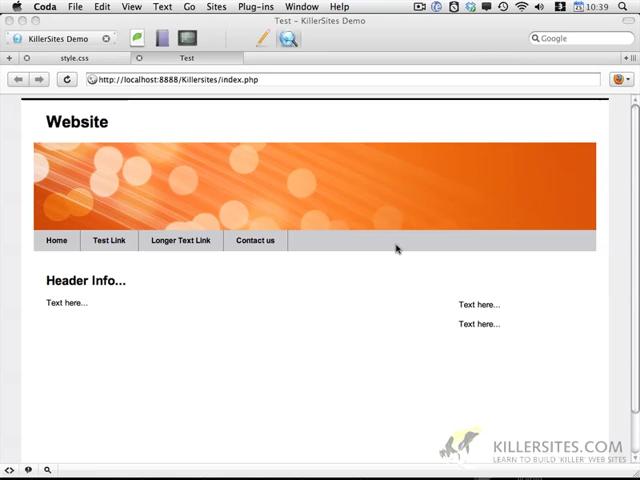 Coda File Edit View Text Go Sites Plug-ins Window Help 10:39
Test - KillerSites Demo
KillerSites Demo
Google
style.css
Test
http://localhost:8888/Killersites/index.php
Website
Home Test Link Longer Text Link Contact us
Header Info...
Text here...
Text here...
Text here...
KILLERSITES.COM
LEARN TO BUILD 'KILLER' WEB SITES